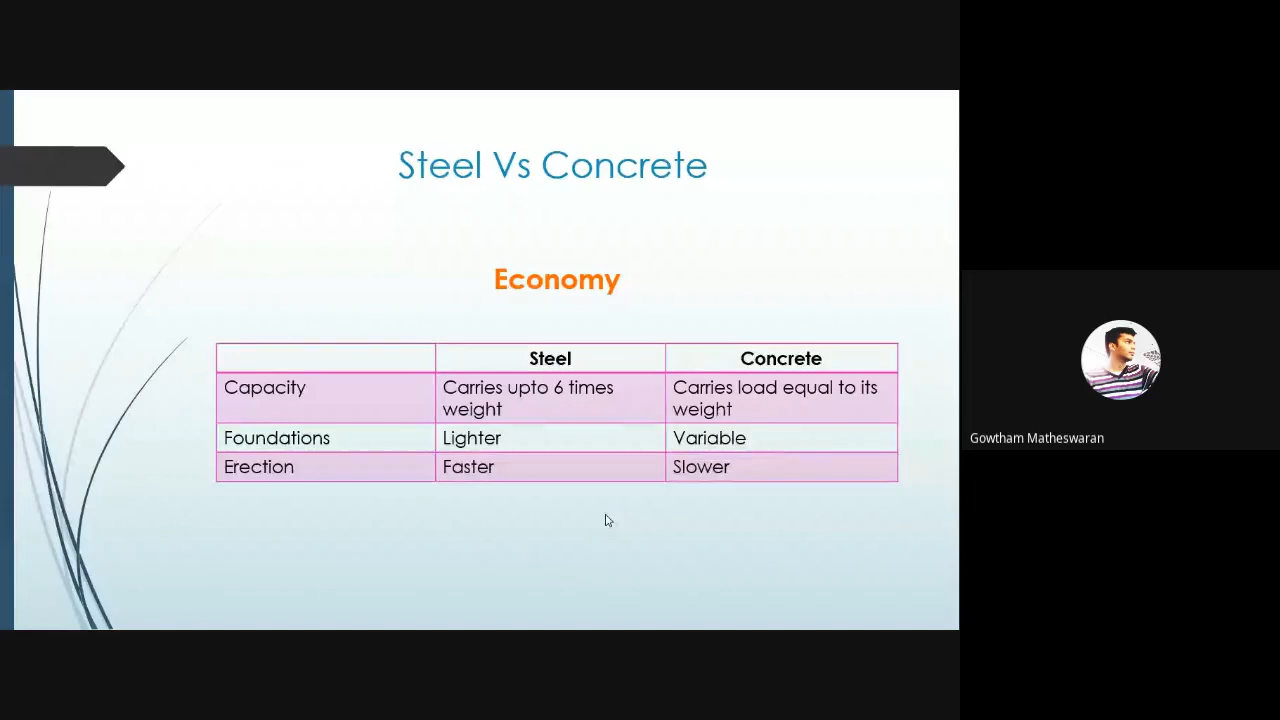 Steel Vs Concrete
Economy
Steel Concrete
Capacity Carries upto 6 times Carries load equal to its
weight weight
Foundations Lighter Variable
Erection Faster Slower
Gowtham Matheswaran